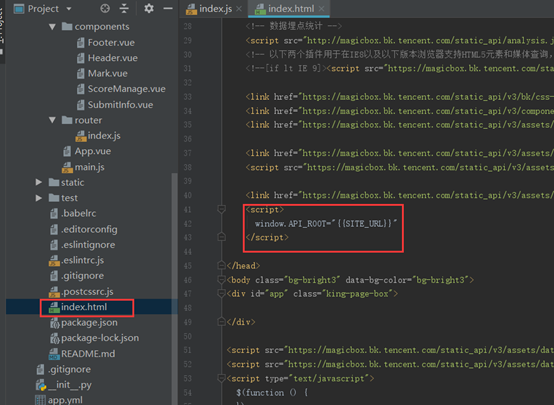 Project
components
Footer.vue
Header.vue
Mark.vue
ScoreManage.vue
SubmitInfo.vue
router
index.js
App.vue
main.js
static
test
.babelrc
.editorconfig
.eslintignore
.eslintrc.js
.gitignore
.postcssrc.js
index.html
package.json
package-lock.json
README.md
.gitignore
__init__.py
app.yml
index.js
index.html
28 <!-- 数据埋点统计 -->
29 <script src="http://magicbox.bk.tencent.com/static_api/analysis.j
30 <!-- 以下两个插件用于在IE8以及以下版本浏览器支持HTML5元素和媒体查询,
31 <!--[if lt IE 9]><script src="https://magicbox.bk.tencent.com/stat
32
33 <link href="https://magicbox.bk.tencent.com/static_api/v3/bk/css-
34 <link href="https://magicbox.bk.tencent.com/static_api/v3/compone
35 <link href="https://magicbox.bk.tencent.com/static_api/v3/assets/
36
37 <link href="https://magicbox.bk.tencent.com/static_api/v3/assets/
38 <script src="https://magicbox.bk.tencent.com/static_api/v3/assets
39
40 <link href="https://magicbox.bk.tencent.com/static_api/v3/assets/
41 <script>
42 window.API_ROOT="{{SITE_URL}}"
43 </script>
44
45 </head>
46 <body class="bg-bright3" data-bg-color="bg-bright3">
47 <div id="app" class="king-page-box">
48
49 </div>
50
51 <script src="https://magicbox.bk.tencent.com/static_api/v3/assets/dat
52 <script src="https://magicbox.bk.tencent.com/static_api/v3/assets/dat
53 <script type="text/javascript">
54 $(function () {